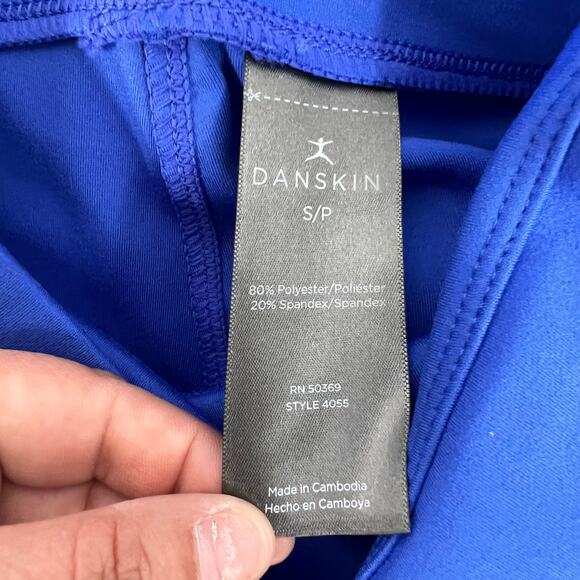 DANSKIN
S/P
80% Polyester/Poliéster
20% Spandex/Spandex
RN 50369
STYLE 4055
Made in Cambodia
Hecho en Camboya